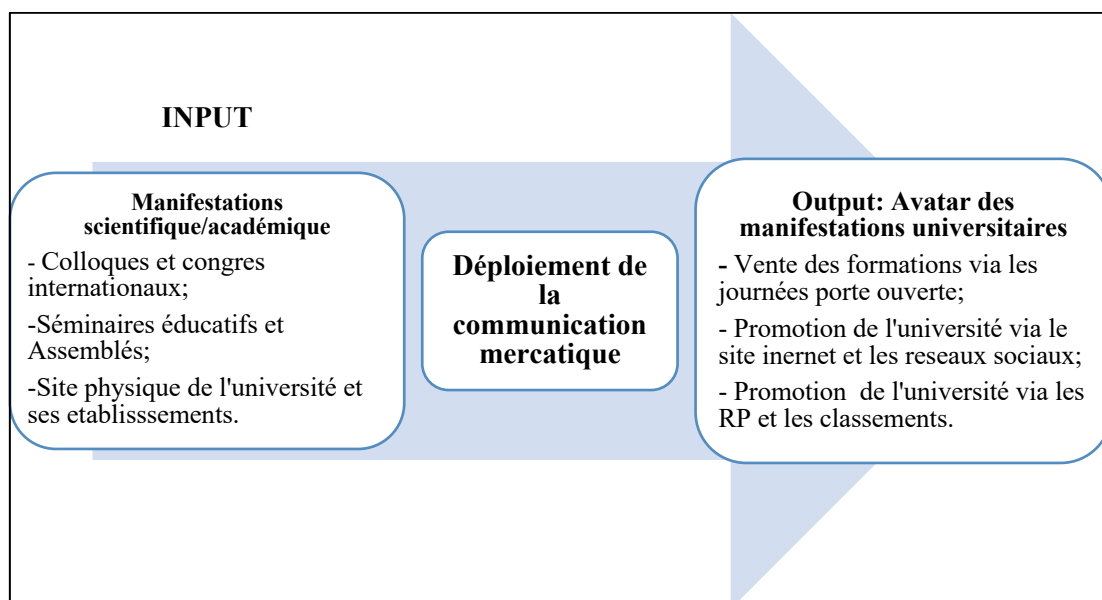 INPUT
Manifestations
scientifique/académique
- Colloques et congres
internationaux;
-Séminaires éducatifs et
Assemblés;
-Site physique de l'université et
ses etablisssements.
Déploiement de
la
communication
mercatique
Output: Avatar des
manifestations universitaires
- Vente des formations via les
journées porte ouverte;
- Promotion de l'université via le
site inernet et les reseaux sociaux;
- Promotion de l'université via les
RP et les classements.